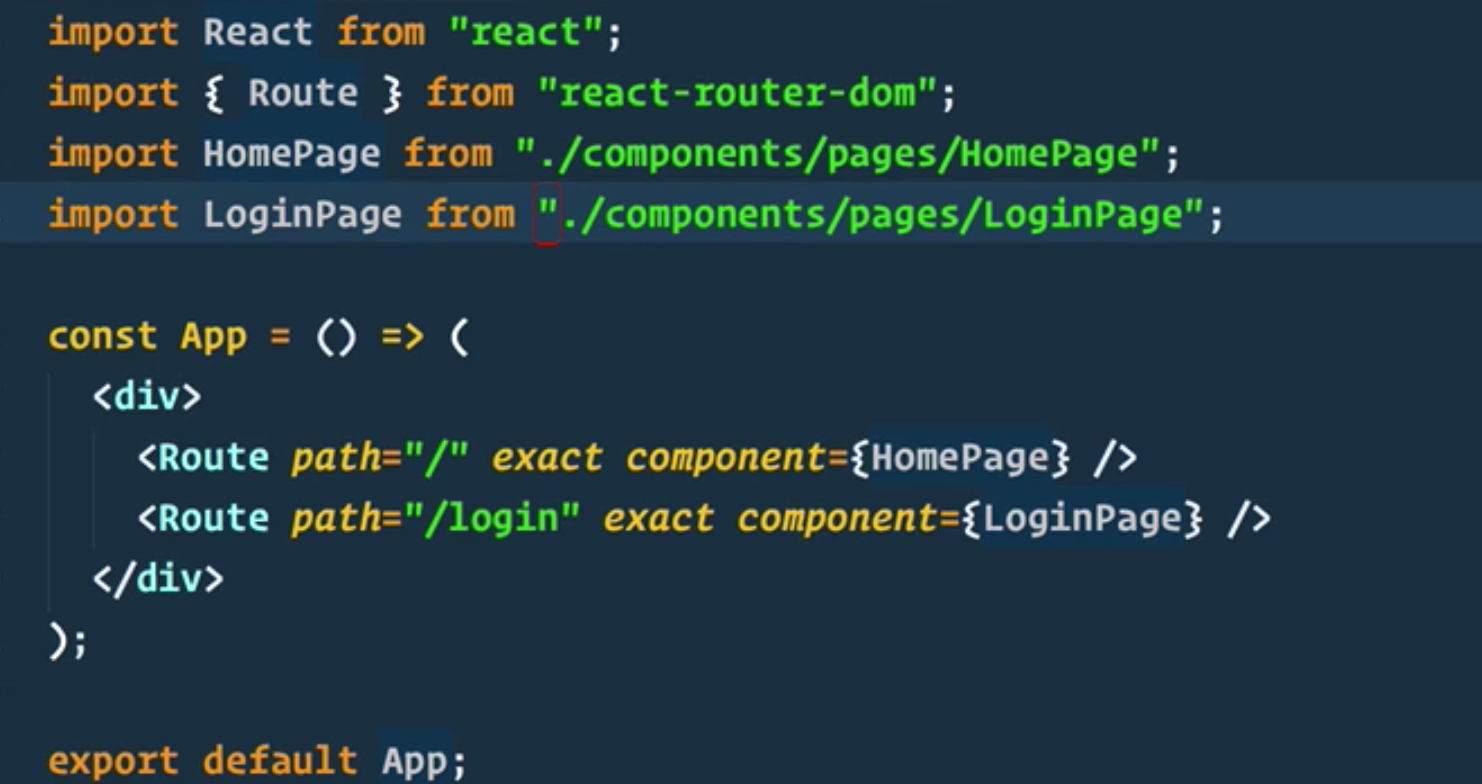 import React from "react";
import { Route } from "react-router-dom";
import HomePage from "./components/pages/HomePage";
import LoginPage from "./components/pages/LoginPage";
const App = () => (
<div>
<Route path="/" exact component={HomePage} />
<Route path="/login" exact component={LoginPage} />
</div>
);
export default App;